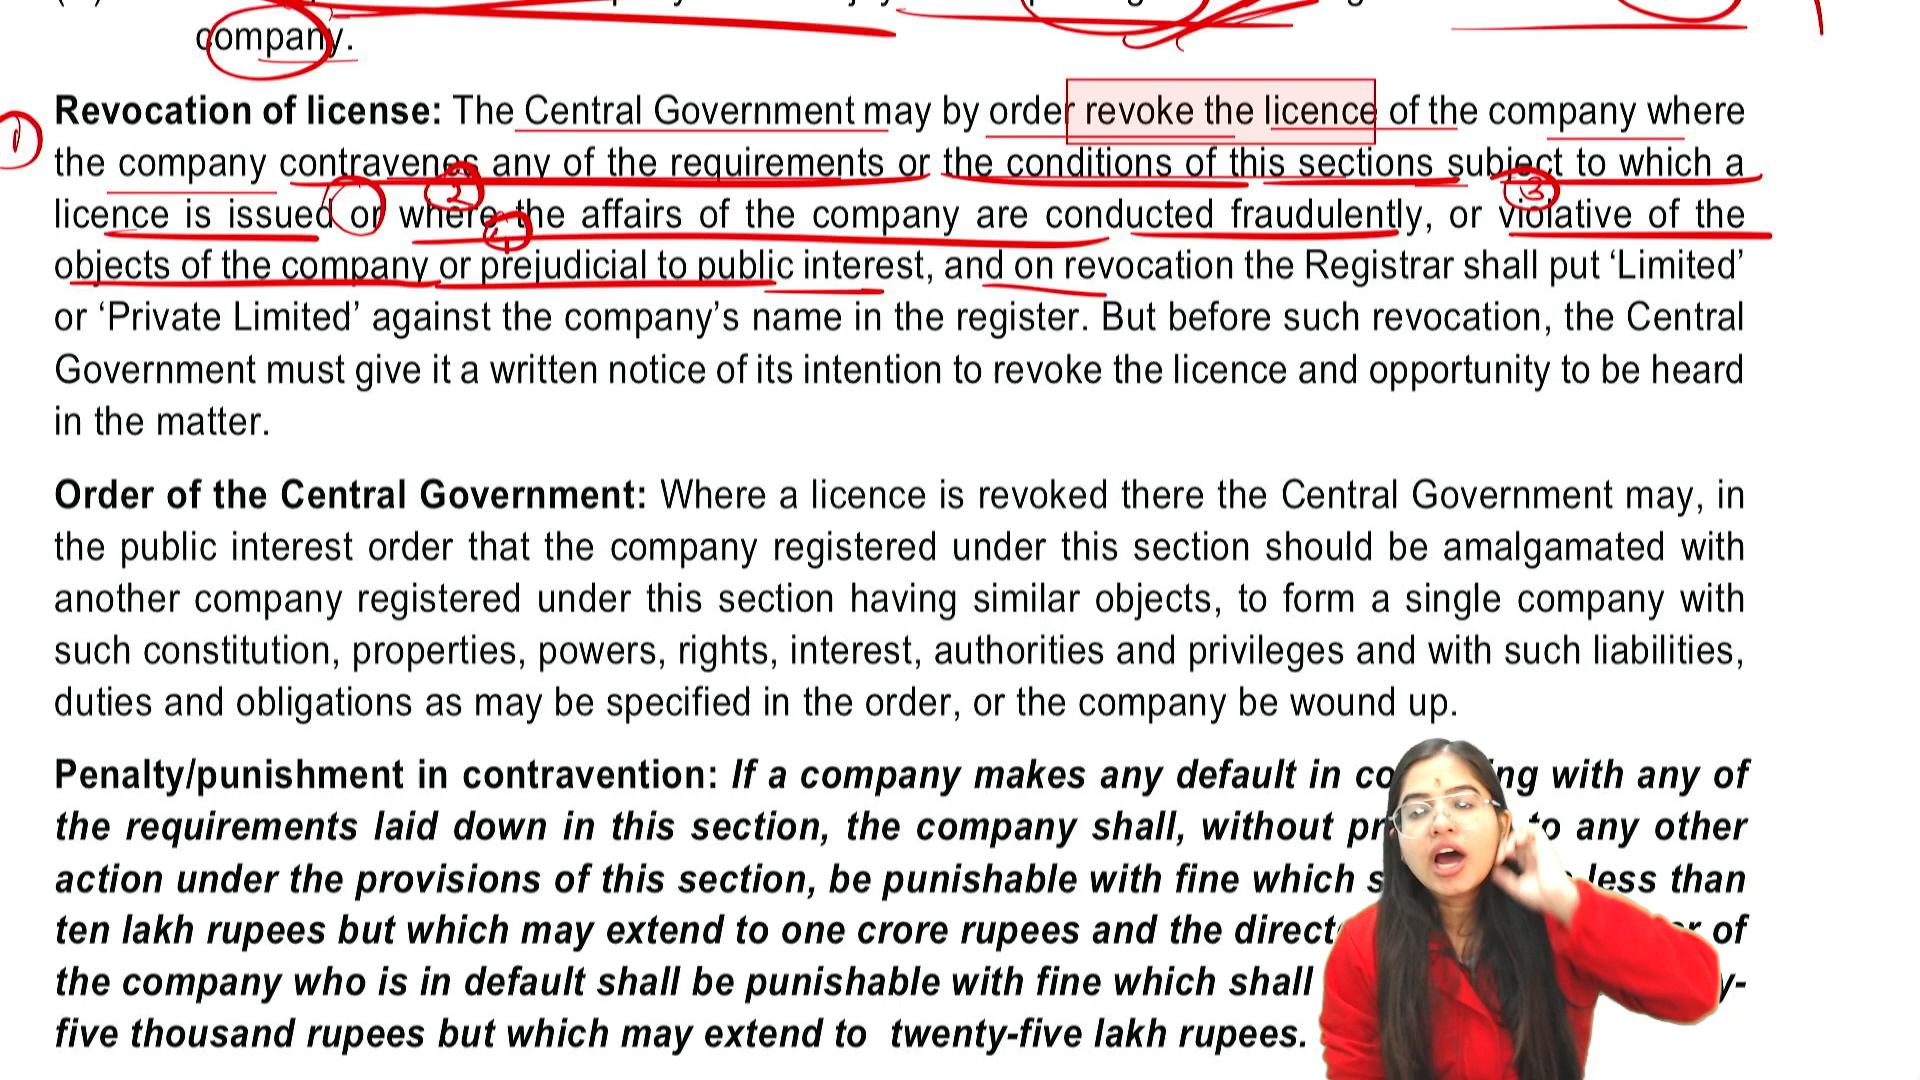 company.
Revocation of license: The Central Government may by order revoke the licence of the company where
the company contravenes any of the requirements or the conditions of this sections subject to which a
licence is issued or where the affairs of the company are conducted fraudulently, or violative of the
objects of the company or prejudicial to public interest, and on revocation the Registrar shall put ‘Limited’
or ‘Private Limited’ against the company’s name in the register. But before such revocation, the Central
Government must give it a written notice of its intention to revoke the licence and opportunity to be heard
in the matter.
Order of the Central Government: Where a licence is revoked there the Central Government may, in
the public interest order that the company registered under this section should be amalgamated with
another company registered under this section having similar objects, to form a single company with
such constitution, properties, powers, rights, interest, authorities and privileges and with such liabilities,
duties and obligations as may be specified in the order, or the company be wound up.
Penalty/punishment in contravention: If a company makes any default in with any of
the requirements laid down in this section, the company shall, without to any other
action under the provisions of this section, be punishable with fine which less than
ten lakh rupees but which may extend to one crore rupees and the of
the company who is in default shall be punishable with fine which shall
five thousand rupees but which may extend to twenty-five lakh rupees.
1
2
3
4